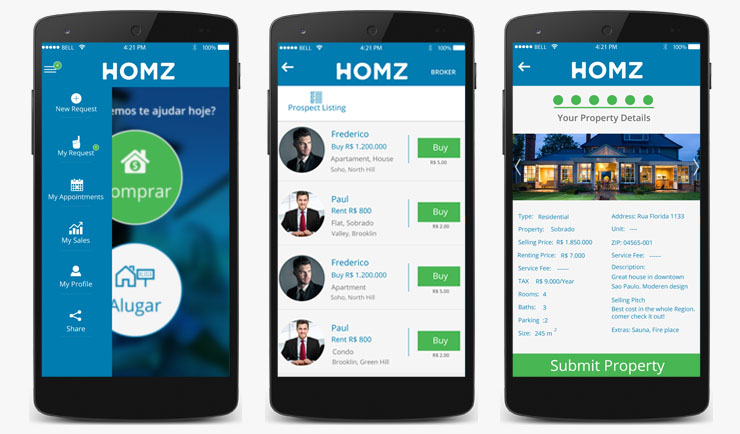 BELL 4:21 PM 100%
HOMZ
New Request
My Request
My Appointments
My Sales
My Profile
Share
emos te ajudar hoje?
omprar
Alugar
BELL 4:21 PM 100%
HOMZ
BROKER
Prospect Listing
Frederico
Buy R$ 1,200.000
Apartament, House
Soho, North Hill
Buy
R$ 5.00
Paul
Rent R$ 800
Flat, Sobrado
Valley, Brooklin
Buy
R$ 2.00
Frederico
Buy R$ 1,200.000
Apartment
Soho, North Hill
Buy
R$ 5.00
Paul
Rent R$ 800
Condo
Brooklin, Green Hill
Buy
R$ 2.00
BELL 4:21 PM 100%
HOMZ
Your Property Details
Type: Residential
Property: Sobrado
Selling Price: R$ 1.850.000
Renting Price: R$ 7.000
Service Fee: ------
TAX R$ 9,000/Year
Rooms: 4
Baths: 3
Parking :2
Size: 245 m 2
Address: Rua Florida 1133
Unit: ----
ZIP: 04565-001
Service Fee: ------
Description:
Great house in downtown
Sao Paulo. Moderen design
Selling Pitch
Best cost in the whole Region.
comer check it out!
Extras: Sauna, Fire place
Submit Property